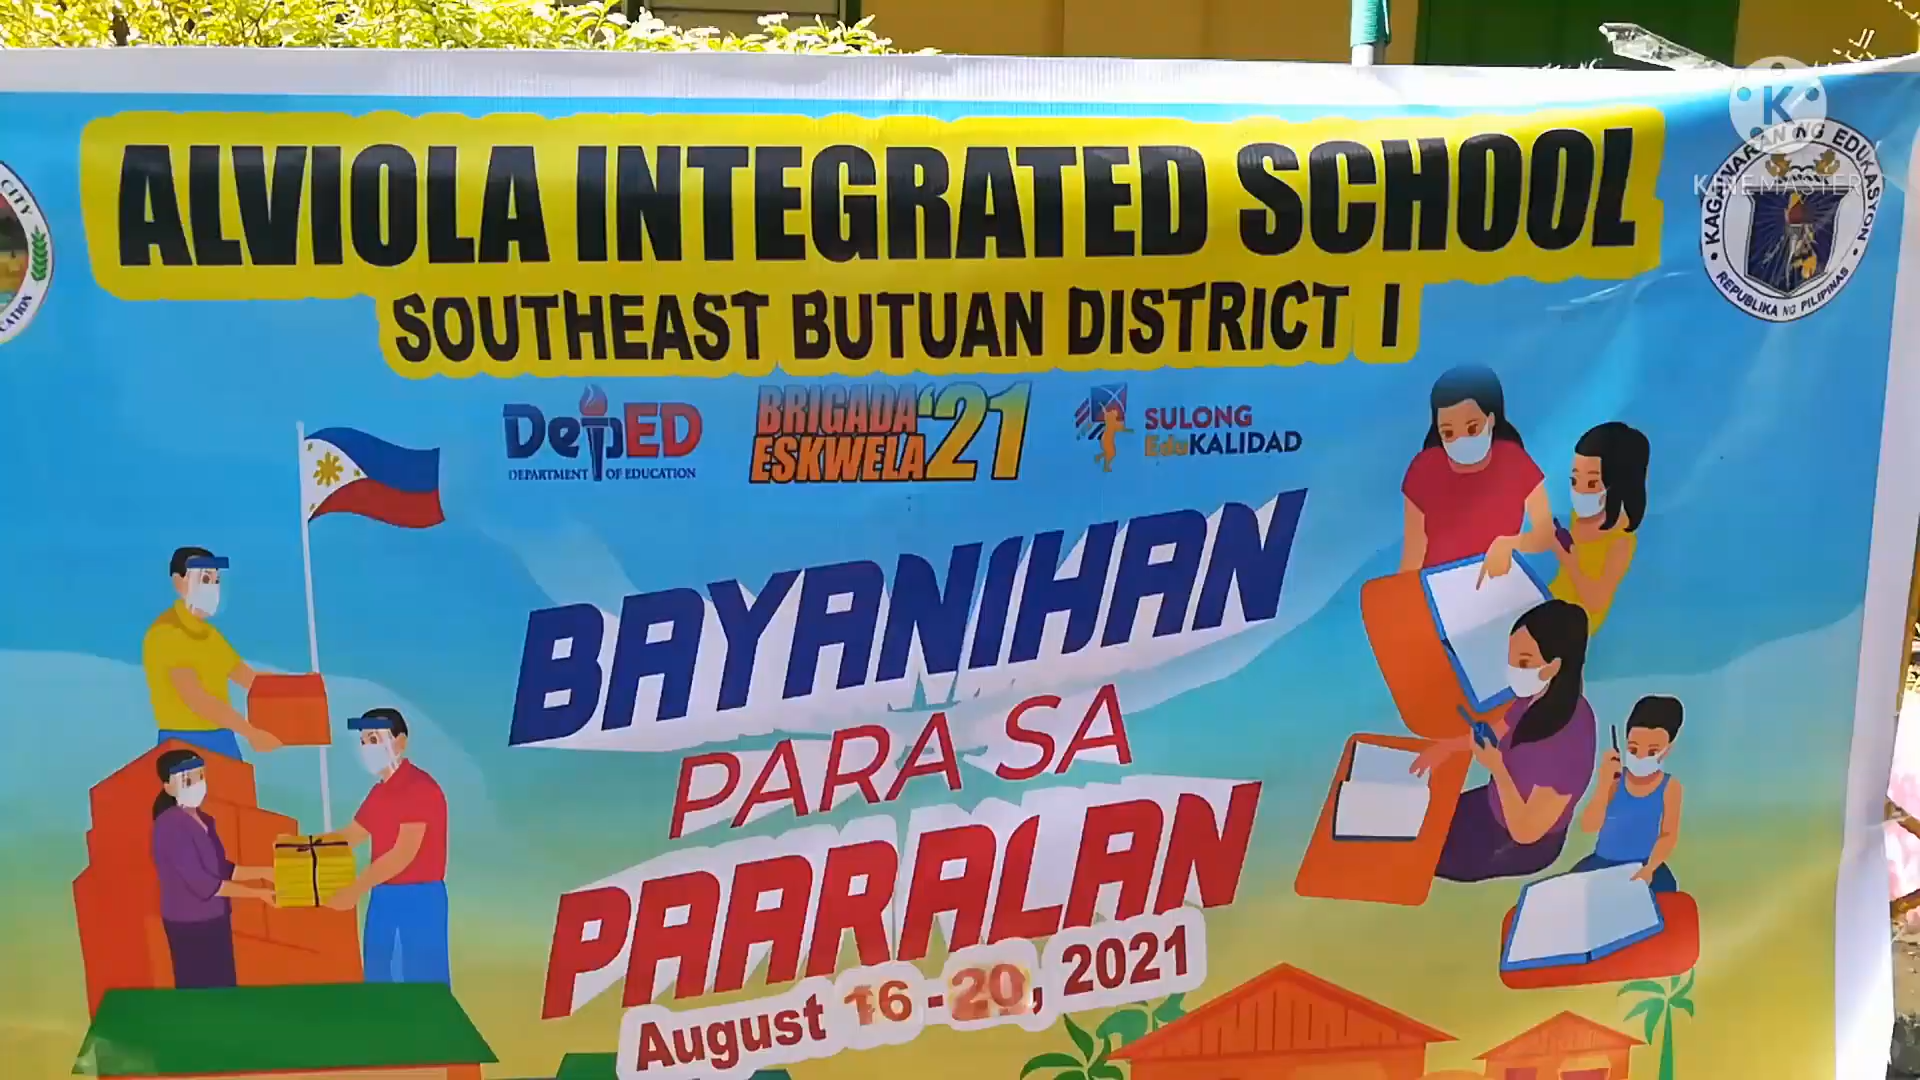 ALVIOLA INTEGRATED SCHOOL
SOUTHEAST BUTUAN DISTRICT I
DepED
DEPARTMENT OF EDUCATION
BRIGADA
ESKWELA
'21
SULONG
EduKALIDAD
BAYANIHAN
PARA SA
PAARALAN
August 16-20, 2021
CITY
KAGAWARAN NG EDUKASYON
REPUBLIKA NG PILIPINAS
K
KINEMASTER